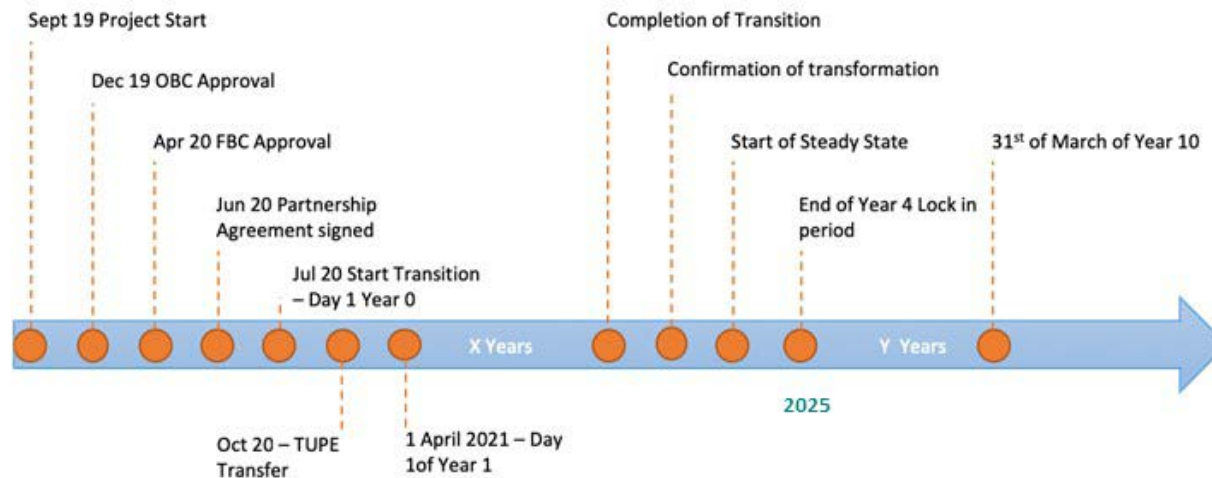 Sept 19 Project Start
Dec 19 OBC Approval
Apr 20 FBC Approval
Jun 20 Partnership
Agreement signed
Jul 20 Start Transition
– Day 1 Year 0
Completion of Transition
Confirmation of transformation
Start of Steady State
End of Year 4 Lock in
period
31st of March of Year 10
X Years
Y Years
2025
Oct 20 – TUPE
Transfer
1 April 2021 – Day
1of Year 1